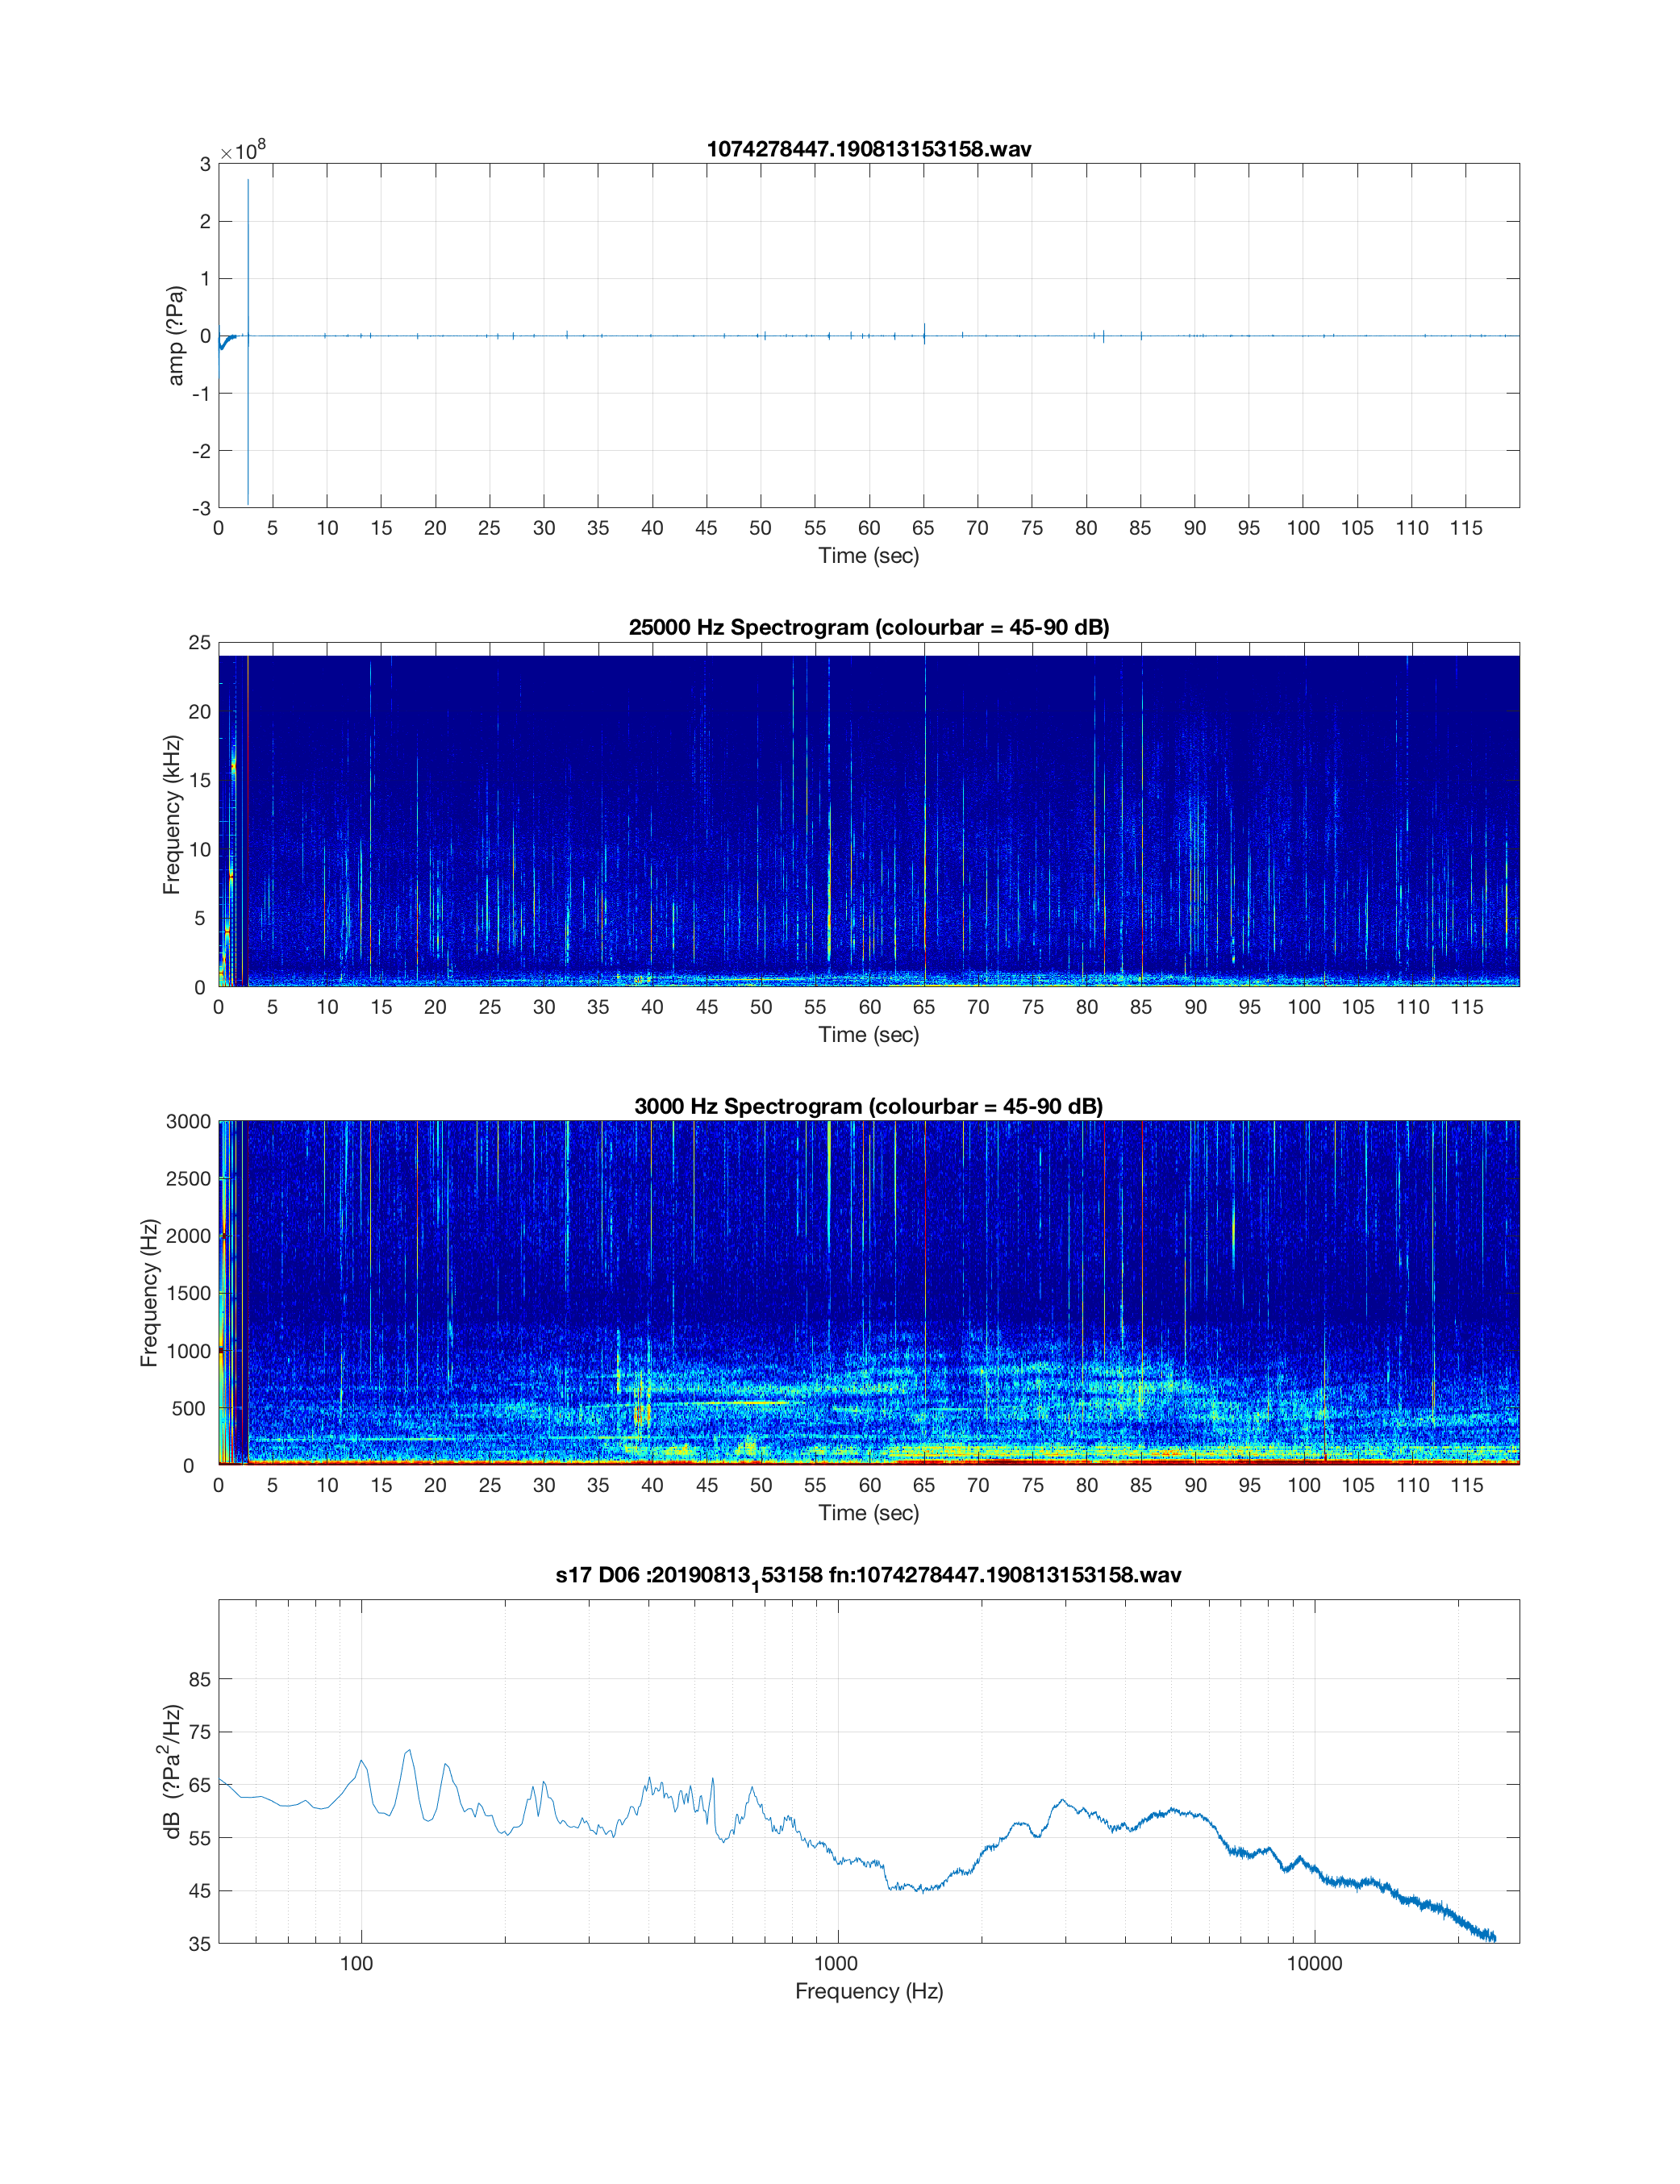 1074278447.190813153158.wav
×10^8
3
2
1
0
-1
-2
-3
amp (?Pa)
0 5 10 15 20 25 30 35 40 45 50 55 60 65 70 75 80 85 90 95 100 105 110 115
Time (sec)
25000 Hz Spectrogram (colourbar = 45-90 dB)
25
20
15
10
5
0
Frequency (kHz)
0 5 10 15 20 25 30 35 40 45 50 55 60 65 70 75 80 85 90 95 100 105 110 115
Time (sec)
3000 Hz Spectrogram (colourbar = 45-90 dB)
3000
2500
2000
1500
1000
500
0
Frequency (Hz)
0 5 10 15 20 25 30 35 40 45 50 55 60 65 70 75 80 85 90 95 100 105 110 115
Time (sec)
s17 D06 :20190813_153158 fn:1074278447.190813153158.wav
85
75
65
55
45
35
dB (?Pa^2/Hz)
100 1000 10000
Frequency (Hz)